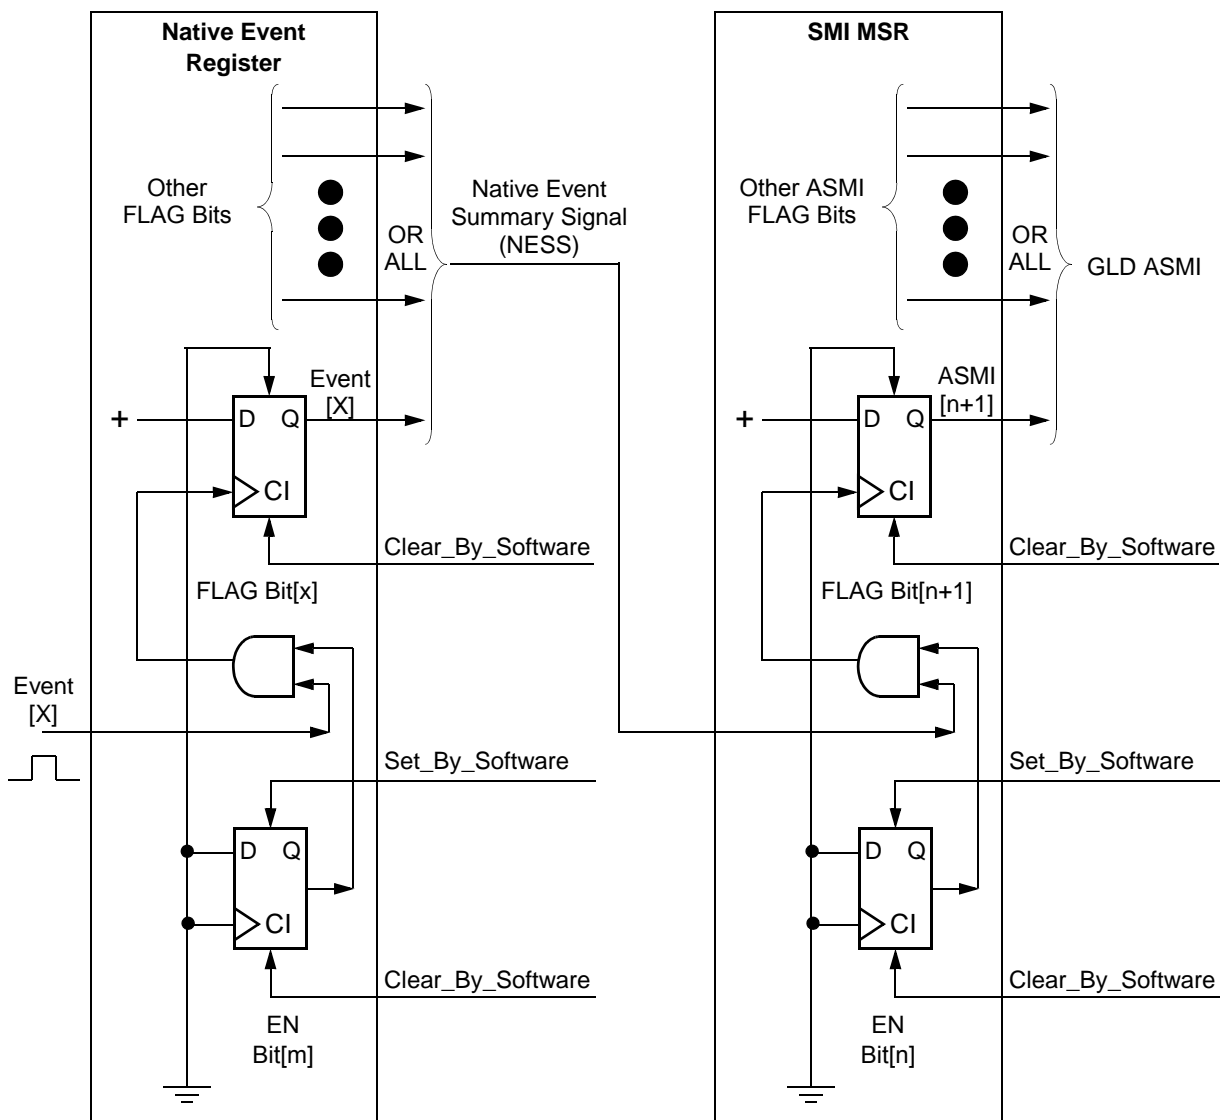 Native Event
Register
Other
FLAG Bits
OR
ALL
Native Event
Summary Signal
(NESS)
Event
[X]
+
D Q
CI
Clear_By_Software
FLAG Bit[x]
Event
[X]
Set_By_Software
D Q
CI
Clear_By_Software
EN
Bit[m]
SMI MSR
Other ASMI
FLAG Bits
OR
ALL
GLD ASMI
ASMI
[n+1]
+
D Q
CI
Clear_By_Software
FLAG Bit[n+1]
Set_By_Software
D Q
CI
Clear_By_Software
EN
Bit[n]